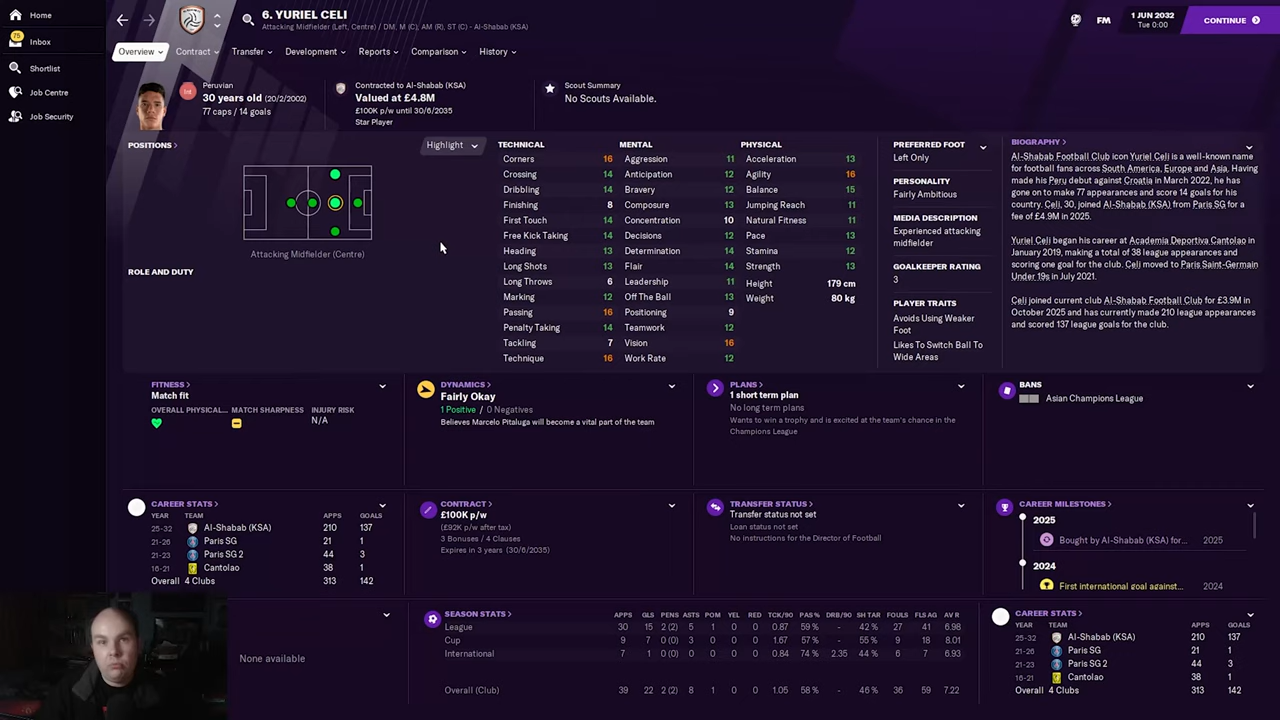 Home
75
Inbox
Shortlist
Job Centre
Job Security
6. YURIEL CELI
Attacking Midfielder (Left, Centre) / DM, M (C), AM (R), ST (C) - Al-Shabab (KSA)
FM
1 JUN 2032
Tue 0:00
CONTINUE
Overview
Contract
Transfer
Development
Reports
Comparison
History
Int
Peruvian
30 years old (20/2/2002)
77 caps / 14 goals
Contracted to Al-Shabab (KSA)
Valued at £4.8M
£100K p/w until 30/6/2035
Star Player
Scout Summary
No Scouts Available.
POSITIONS
Highlight
Attacking Midfielder (Centre)
ROLE AND DUTY
TECHNICAL
Corners 16
Crossing 14
Dribbling 14
Finishing 8
First Touch 14
Free Kick Taking 14
Heading 13
Long Shots 13
Long Throws 6
Marking 12
Passing 16
Penalty Taking 14
Tackling 7
Technique 16
MENTAL
Aggression 11
Anticipation 12
Bravery 12
Composure 13
Concentration 10
Decisions 12
Determination 14
Flair 14
Leadership 11
Off The Ball 13
Positioning 9
Teamwork 12
Vision 16
Work Rate 12
PHYSICAL
Acceleration 13
Agility 16
Balance 15
Jumping Reach 11
Natural Fitness 11
Pace 13
Stamina 12
Strength 13
Height 179 cm
Weight 80 kg
PREFERRED FOOT
Left Only
PERSONALITY
Fairly Ambitious
MEDIA DESCRIPTION
Experienced attacking
midfielder
GOALKEEPER RATING
3
PLAYER TRAITS
Avoids Using Weaker
Foot
Likes To Switch Ball To
Wide Areas
BIOGRAPHY
Al-Shabab Football Club icon Yuriel Celi is a well-known name
for football fans across South America, Europe and Asia. Having
made his Peru debut against Croatia in March 2022, he has
gone on to make 77 appearances and score 14 goals for his
country. Celi, 30, joined Al-Shabab (KSA) from Paris SG for a
fee of £4.9M in 2025.
Yuriel Celi began his career at Academia Deportiva Cantolao in
January 2019, making a total of 38 league appearances and
scoring one goal for the club. Celi moved to Paris Saint-Germain
Under 19s in July 2021.
Celi joined current club Al-Shabab Football Club for £3.9M in
October 2025 and has currently made 210 league appearances
and scored 137 league goals for the club.
FITNESS
Match fit
OVERALL PHYSICAL... MATCH SHARPNESS INJURY RISK
N/A
DYNAMICS
Fairly Okay
1 Positive / 0 Negatives
Believes Marcelo Pitaluga will become a vital part of the team
PLANS
1 short term plan
No long term plans
Wants to win a trophy and is excited at the team's chance in the
Champions League
BANS
Asian Champions League
CAREER STATS
YEAR TEAM APPS GOALS
25-32 Al-Shabab (KSA) 210 137
21-26 Paris SG 21 1
21-23 Paris SG 2 44 3
16-21 Cantolao 38 1
Overall 4 Clubs 313 142
CONTRACT
£100K p/w
(£92K p/w after tax)
3 Bonuses / 4 Clauses
Expires in 3 years (30/6/2035)
TRANSFER STATUS
Transfer status not set
Loan status not set
No instructions for the Director of Football
CAREER MILESTONES
2025
Bought by Al-Shabab (KSA) for... 2025
2024
First international goal against... 2024
None available
SEASON STATS APPS GLS PENS ASTS POM YEL RED TCK/90 PAS % DRB/90 SH TAR FOULS FLS AG AV R
League 30 15 2 (2) 5 1 0 0 0.87 59 % - 42 % 27 41 6.98
Cup 9 7 0 (0) 3 0 0 0 1.67 57 % - 55 % 9 18 8.01
International 7 1 0 (0) 0 0 0 0 0.84 74 % 2.35 44 % 6 7 6.93
Overall (Club) 39 22 2 (2) 8 1 0 0 1.05 58 % - 46 % 36 59 7.22
CAREER STATS
YEAR TEAM APPS GOALS
25-32 Al-Shabab (KSA) 210 137
21-26 Paris SG 21 1
21-23 Paris SG 2 44 3
16-21 Cantolao 38 1
Overall 4 Clubs 313 142